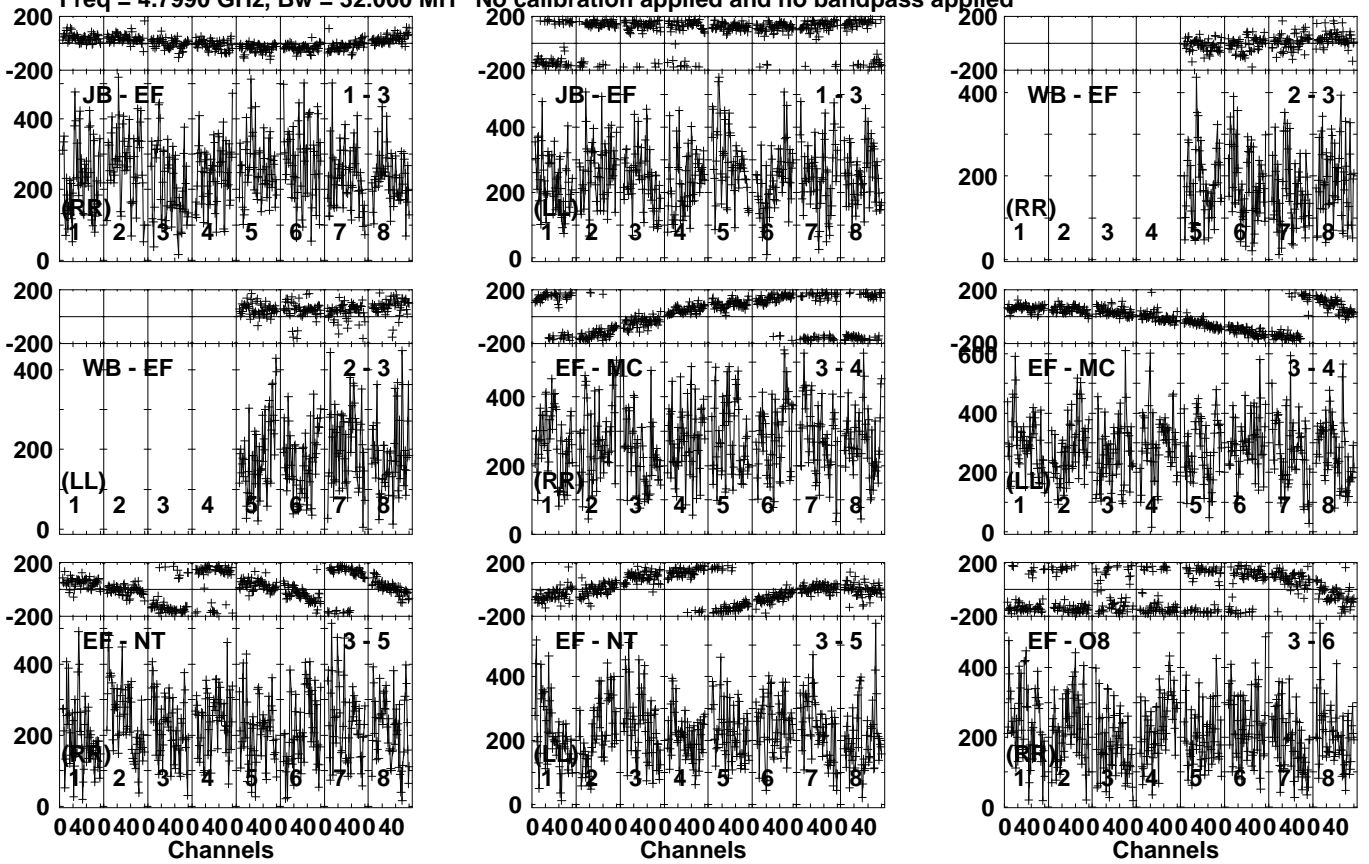 Freq = 4.7990 GHz, Bw = 32.000 MH No calibration applied and no bandpass applied
200 200 200
-200 -200 -200
JB - EF 1 - 3 JB - EF 1 - 3 WB - EF 2 - 3
400 400 400
200 200 200
(RR) (LL) (RR)
1 2 3 4 5 6 7 8 1 2 3 4 5 6 7 8 1 2 3 4 5 6 7 8
0 0 0
200 200 200
-200 -200 -200
600
WB - EF 2 - 3 EF - MC 3 - 4 EF - MC 3 - 4
400 400 400
200 200 200
(LL) (RR) (LL)
1 2 3 4 5 6 7 8 1 2 3 4 5 6 7 8 1 2 3 4 5 6 7 8
0 0 0
200 200 200
-200 -200 -200
EF - NT 3 - 5 EF - NT 3 - 5 EF - O8 3 - 6
400 400 400
200 200 200
(RR) (LL) (RR)
1 2 3 4 5 6 7 8 1 2 3 4 5 6 7 8 1 2 3 4 5 6 7 8
0 0 0
0 40 0 40 0 40 0 40 0 40 0 40 0 40 0 40 0 40 0 40 0 40 0 40 0 40 0 40 0 40 0 40 0 40 0 40 0 40 0 40 0 40 0 40 0 40 0 40
Channels Channels Channels